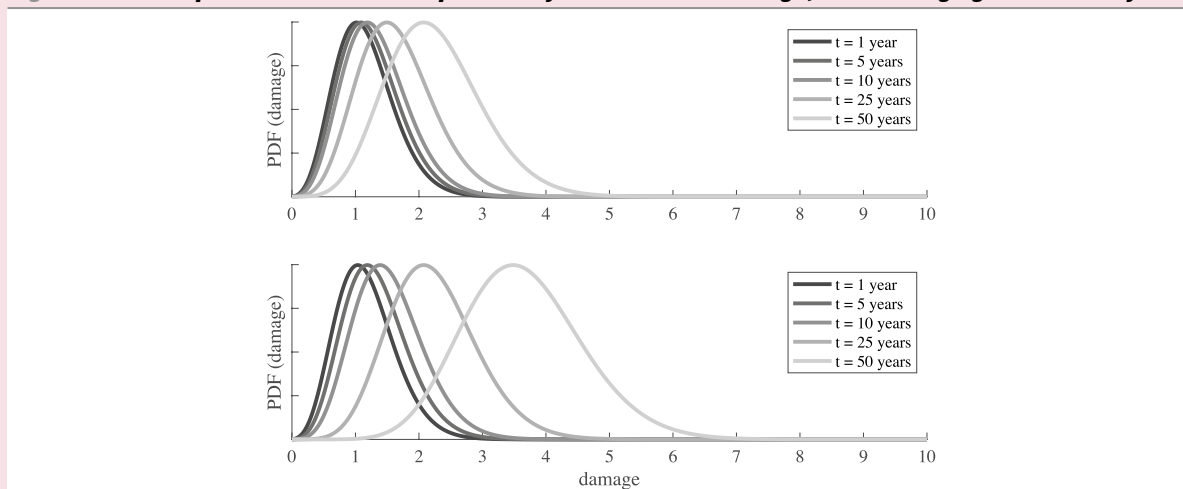 PDF (damage)
t = 1 year
t = 5 years
t = 10 years
t = 25 years
t = 50 years
0 1 2 3 4 5 6 7 8 9 10
PDF (damage)
t = 1 year
t = 5 years
t = 10 years
t = 25 years
t = 50 years
0 1 2 3 4 5 6 7 8 9 10
damage